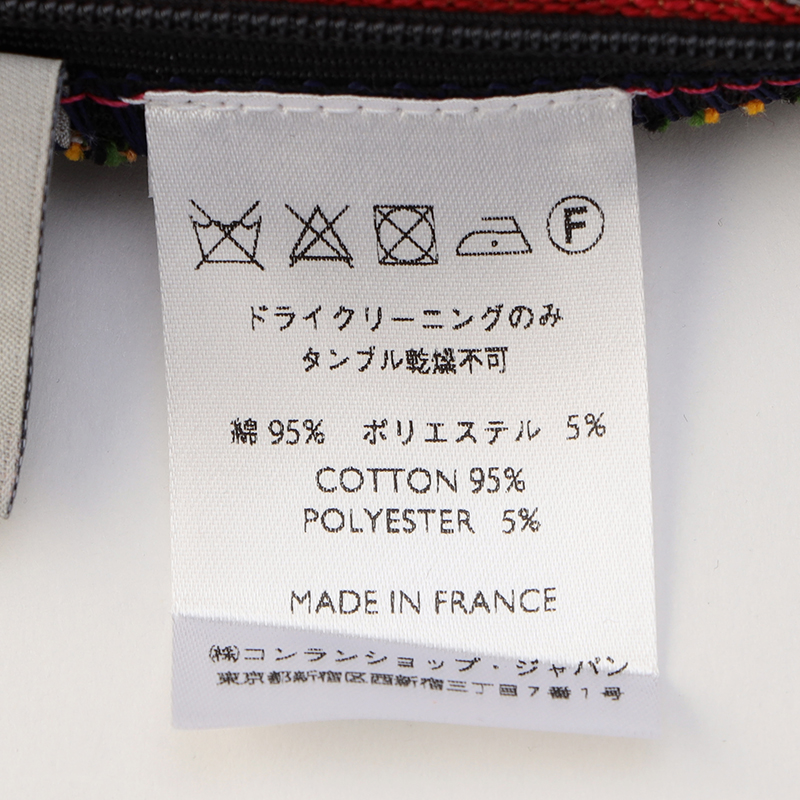 F
ドライクリーニングのみ
タンブル乾燥不可
綿 95% ポリエステル 5%
COTTON 95%
POLYESTER 5%
MADE IN FRANCE
㈱コンランショップ・ジャパン
東京都新宿区西新宿三丁目7番1号